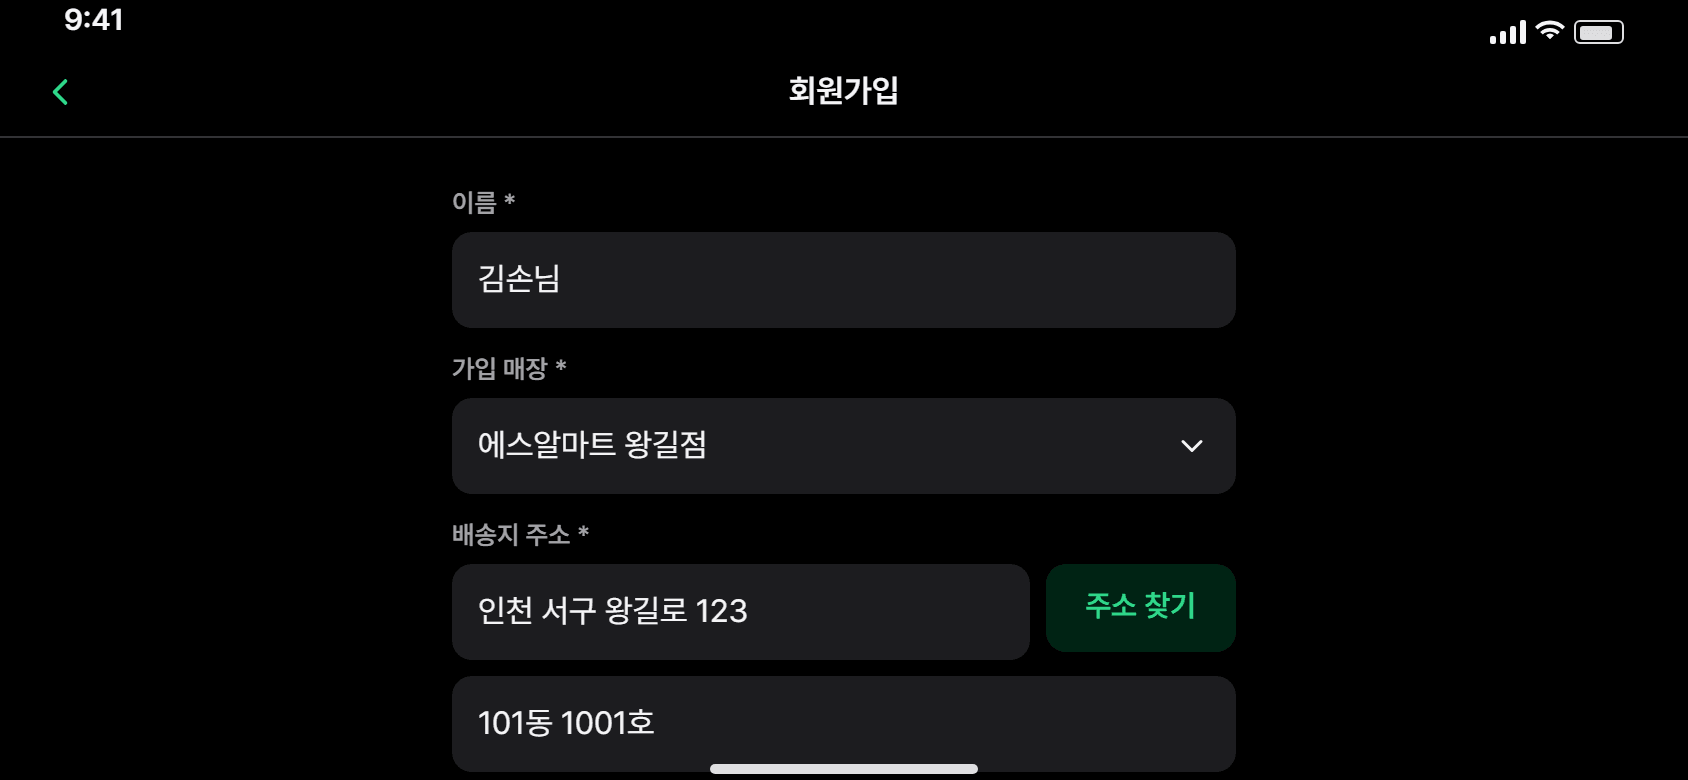 9:41
회원가입
이름 *
김손님
가입 매장 *
에스알마트 왕길점
배송지 주소 *
인천 서구 왕길로 123
주소 찾기
101동 1001호